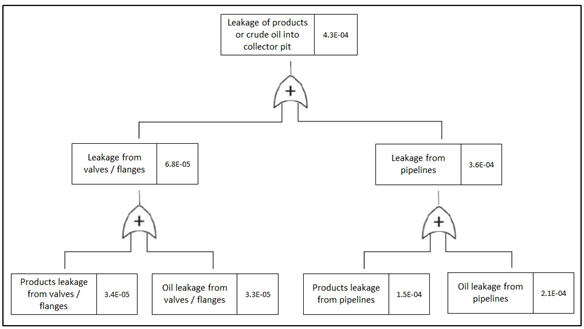 Leakage of products
or crude oil into
collector pit
4.3E-04
+
Leakage from
valves / flanges
6.8E-05
Leakage from
pipelines
3.6E-04
+
+
Products leakage
from valves /
flanges
3.4E-05
Oil leakage from
valves / flanges
3.3E-05
Products leakage
from pipelines
1.5E-04
Oil leakage from
pipelines
2.1E-04